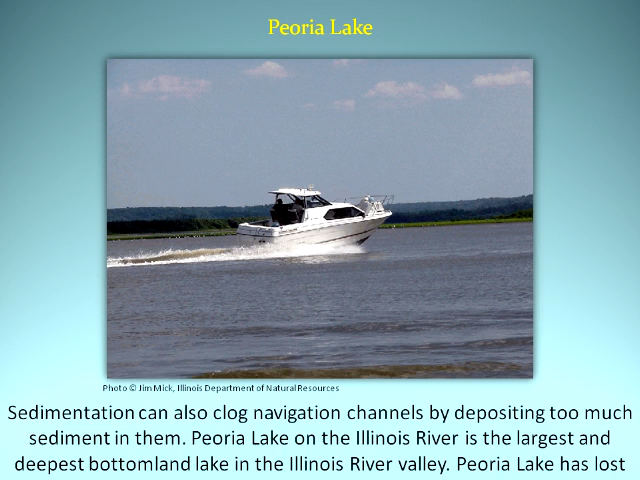 Peoria Lake
Photo © Jim Mick, Illinois Department of Natural Resources
Sedimentation can also clog navigation channels by depositing too much
sediment in them. Peoria Lake on the Illinois River is the largest and
deepest bottomland lake in the Illinois River valley. Peoria Lake has lost